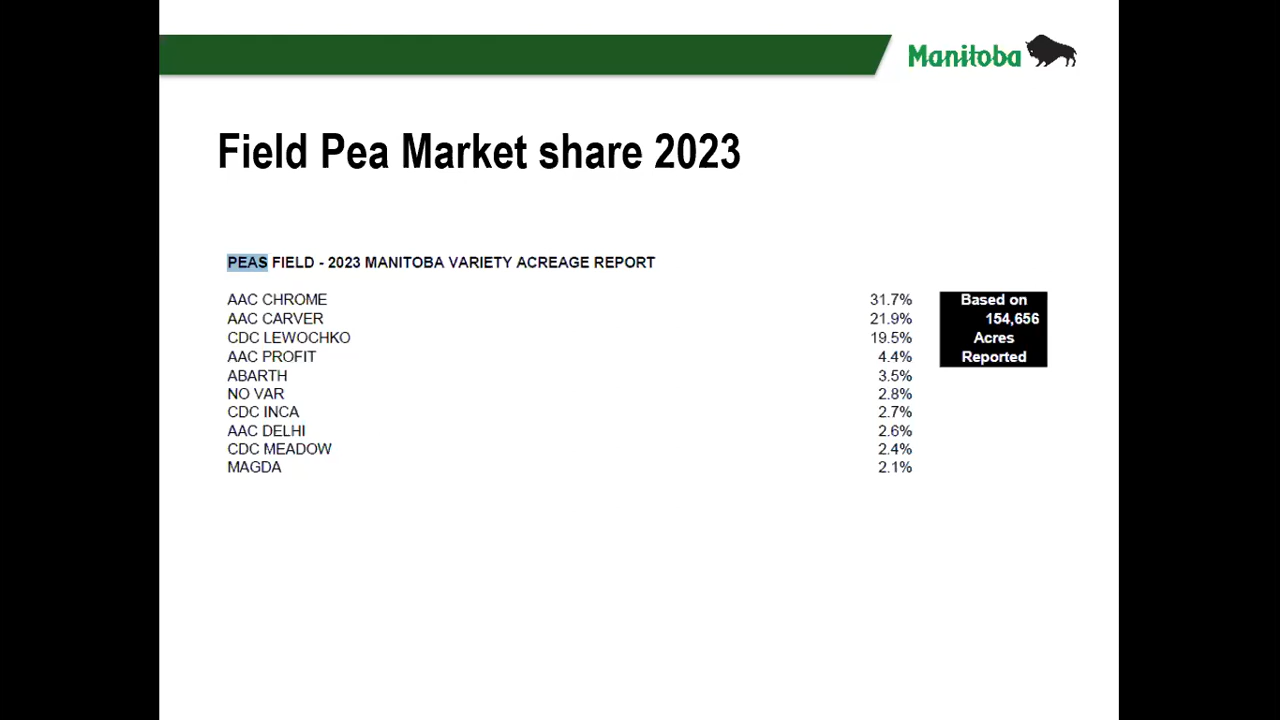 Manitoba
Field Pea Market share 2023
PEAS FIELD - 2023 MANITOBA VARIETY ACREAGE REPORT
AAC CHROME 31.7%
AAC CARVER 21.9%
CDC LEWOCHKO 19.5%
AAC PROFIT 4.4%
ABARTH 3.5%
NO VAR 2.8%
CDC INCA 2.7%
AAC DELHI 2.6%
CDC MEADOW 2.4%
MAGDA 2.1%
Based on
154,656
Acres
Reported